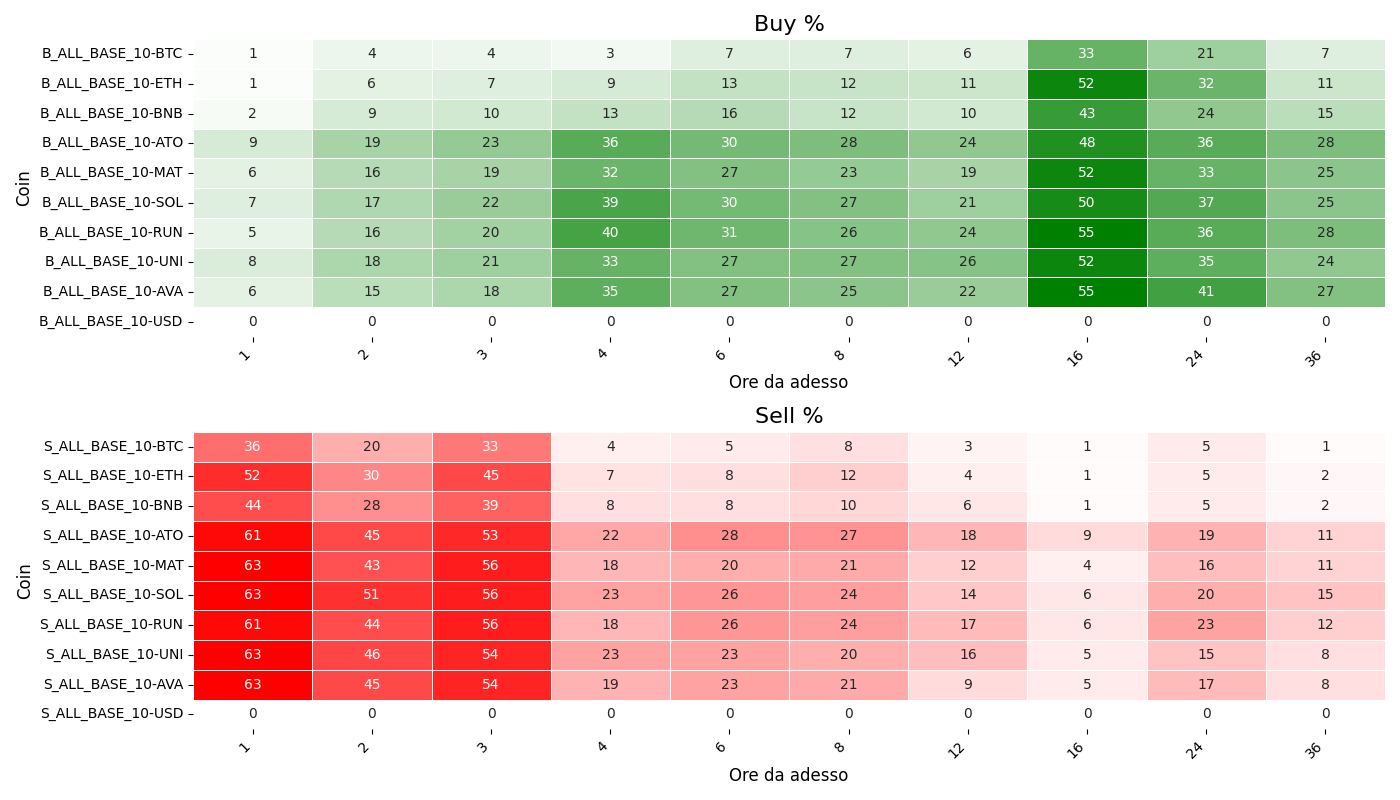 Buy %
Coin
B_ALL_BASE_10-BTC 1 4 4 3 7 7 6 33 21 7
B_ALL_BASE_10-ETH 1 6 7 9 13 12 11 52 32 11
B_ALL_BASE_10-BNB 2 9 10 13 16 12 10 43 24 15
B_ALL_BASE_10-ATO 9 19 23 36 30 28 24 48 36 28
B_ALL_BASE_10-MAT 6 16 19 32 27 23 19 52 33 25
B_ALL_BASE_10-SOL 7 17 22 39 30 27 21 50 37 25
B_ALL_BASE_10-RUN 5 16 20 40 31 26 24 55 36 28
B_ALL_BASE_10-UNI 8 18 21 33 27 27 26 52 35 24
B_ALL_BASE_10-AVA 6 15 18 35 27 25 22 55 41 27
B_ALL_BASE_10-USD 0 0 0 0 0 0 0 0 0 0
1 2 3 4 6 8 12 16 24 36
Ore da adesso
Sell %
Coin
S_ALL_BASE_10-BTC 36 20 33 4 5 8 3 1 5 1
S_ALL_BASE_10-ETH 52 30 45 7 8 12 4 1 5 2
S_ALL_BASE_10-BNB 44 28 39 8 8 10 6 1 5 2
S_ALL_BASE_10-ATO 61 45 53 22 28 27 18 9 19 11
S_ALL_BASE_10-MAT 63 43 56 18 20 21 12 4 16 11
S_ALL_BASE_10-SOL 63 51 56 23 26 24 14 6 20 15
S_ALL_BASE_10-RUN 61 44 56 18 26 24 17 6 23 12
S_ALL_BASE_10-UNI 63 46 54 23 23 20 16 5 15 8
S_ALL_BASE_10-AVA 63 45 54 19 23 21 9 5 17 8
S_ALL_BASE_10-USD 0 0 0 0 0 0 0 0 0 0
1 2 3 4 6 8 12 16 24 36
Ore da adesso